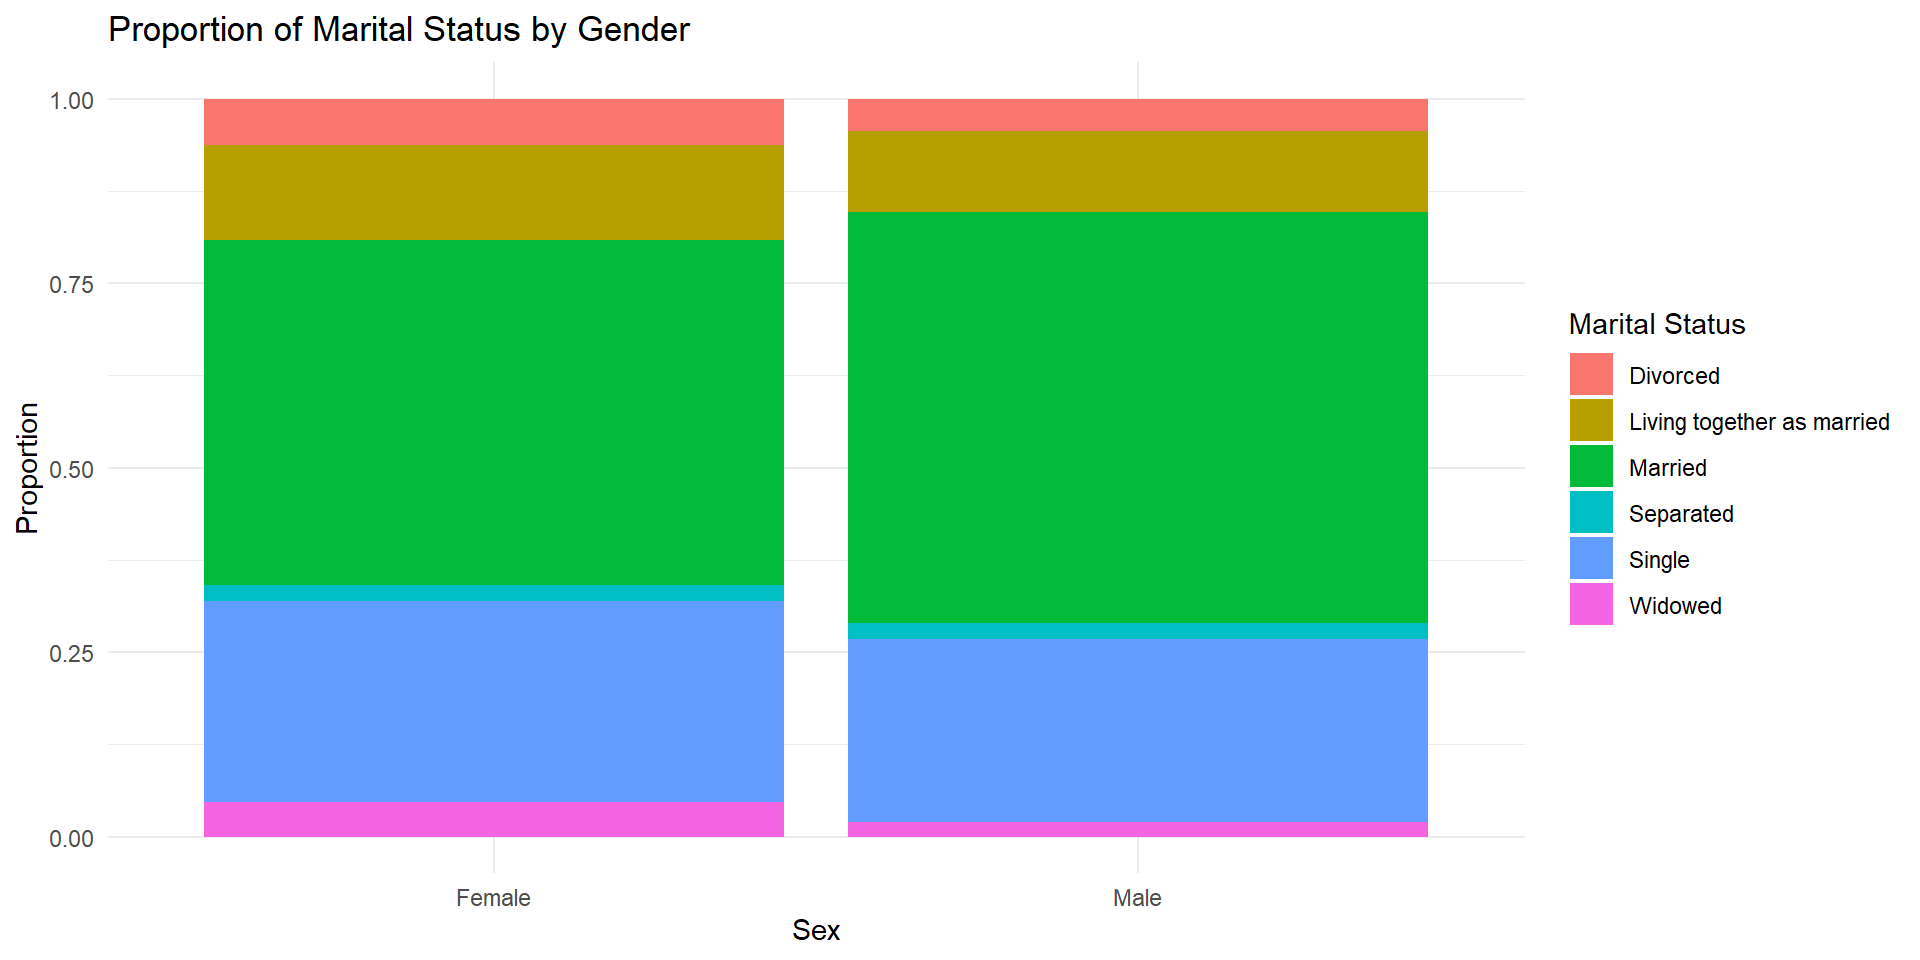 Proportion of Marital Status by Gender
Proportion
1.00
0.75
0.50
0.25
0.00
Female
Male
Sex
Marital Status
Divorced
Living together as married
Married
Separated
Single
Widowed